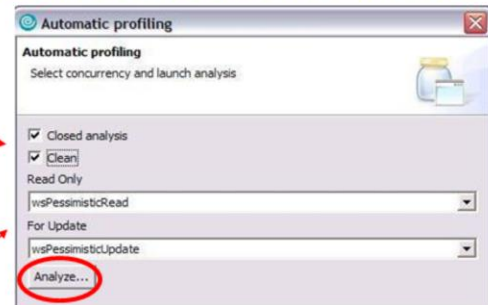 Automatic profiling
Automatic profiling
Select concurrency and launch analysis
Closed analysis
Clean
Read Only
wsPessimisticRead
For Update
wsPessimisticUpdate
Analyze...